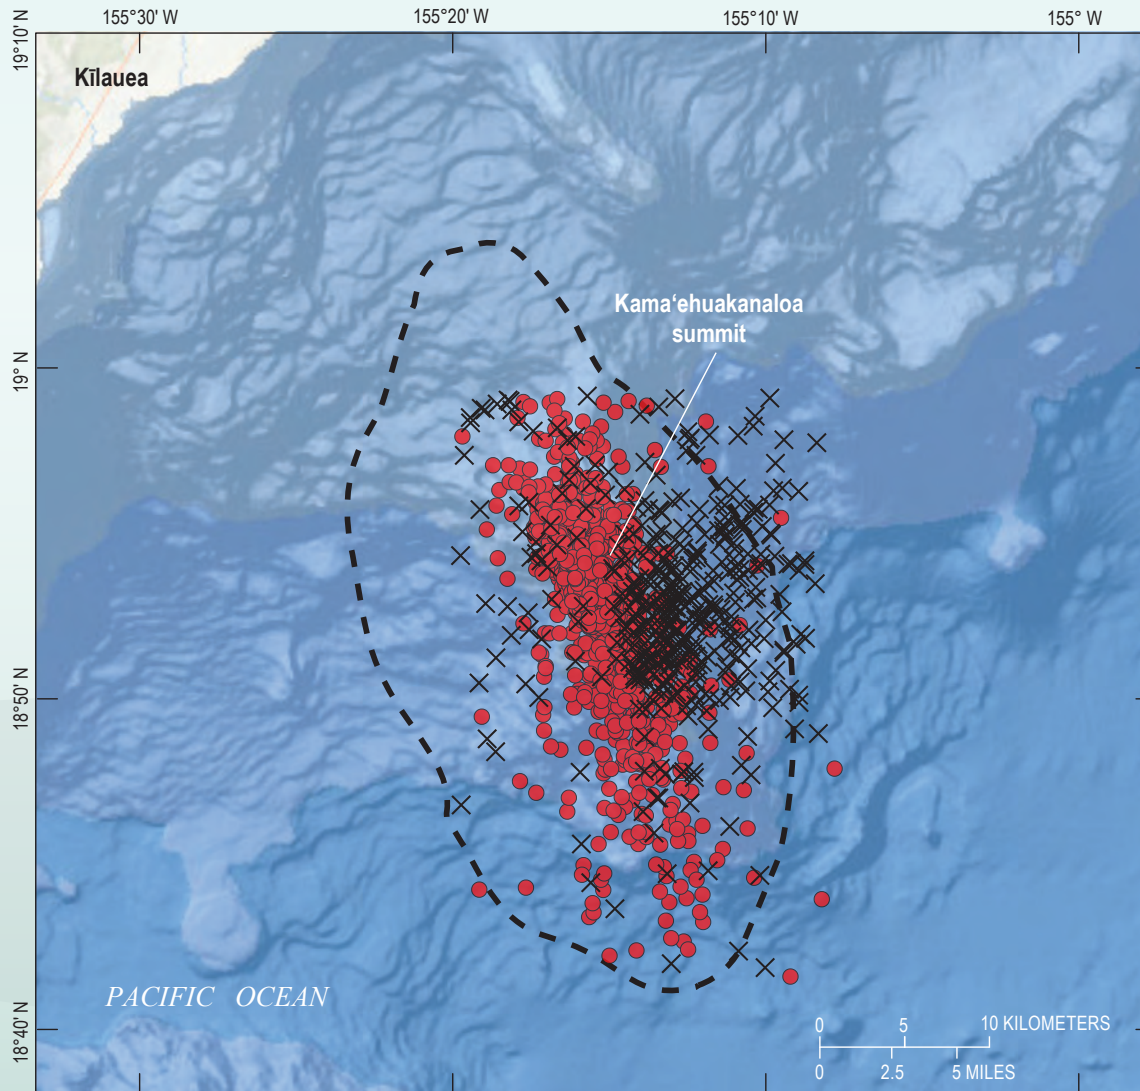 155°30' W
155°20' W
155°10' W
155° W
19°10' N
Kīlauea
Kamaʻehuakanaloa
summit
19° N
18°50' N
PACIFIC OCEAN
18°40' N
0 5 10 KILOMETERS
0 2.5 5 MILES